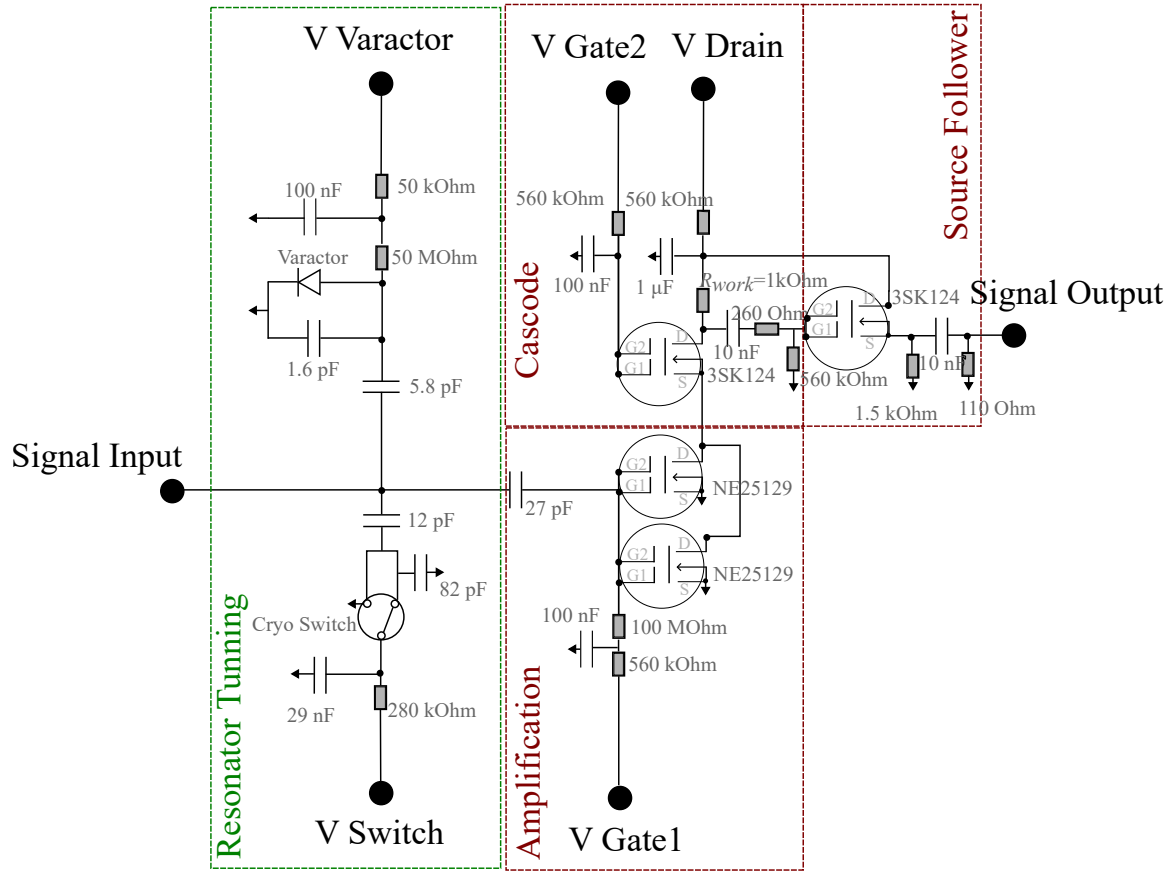 V Varactor
V Gate2
V Drain
Source Follower
100 nF
50 kOhm
560 kOhm
560 kOhm
Varactor
50 MOhm
100 nF
1 µF
Cascode
R_work=1kOhm
3SK124
Signal Output
260 Ohm
G2
D
G1
S
10 nF
1.6 pF
5.8 pF
G2
D
G1
S
3SK124
560 kOhm
10 nF
1.5 kOhm
110 Ohm
Signal Input
G2
D
G1
S
NE25129
27 pF
12 pF
82 pF
G2
D
G1
S
NE25129
Cryo Switch
100 nF
100 MOhm
560 kOhm
29 nF
280 kOhm
Resonator Tunning
Amplification
V Switch
V Gate1